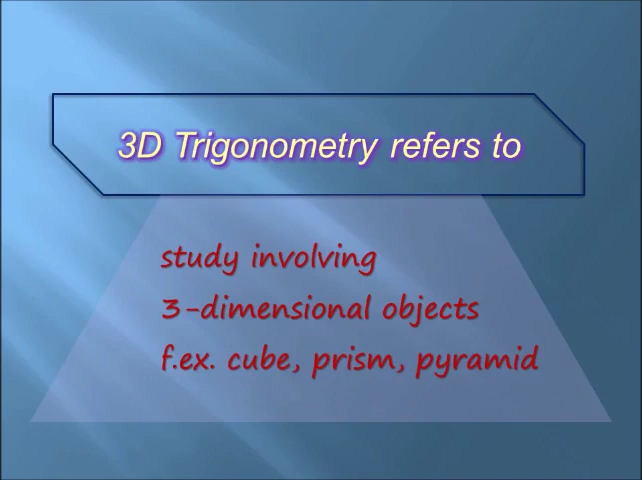 3D Trigonometry refers to
study involving
3-dimensional objects
f.ex. cube, prism, pyramid